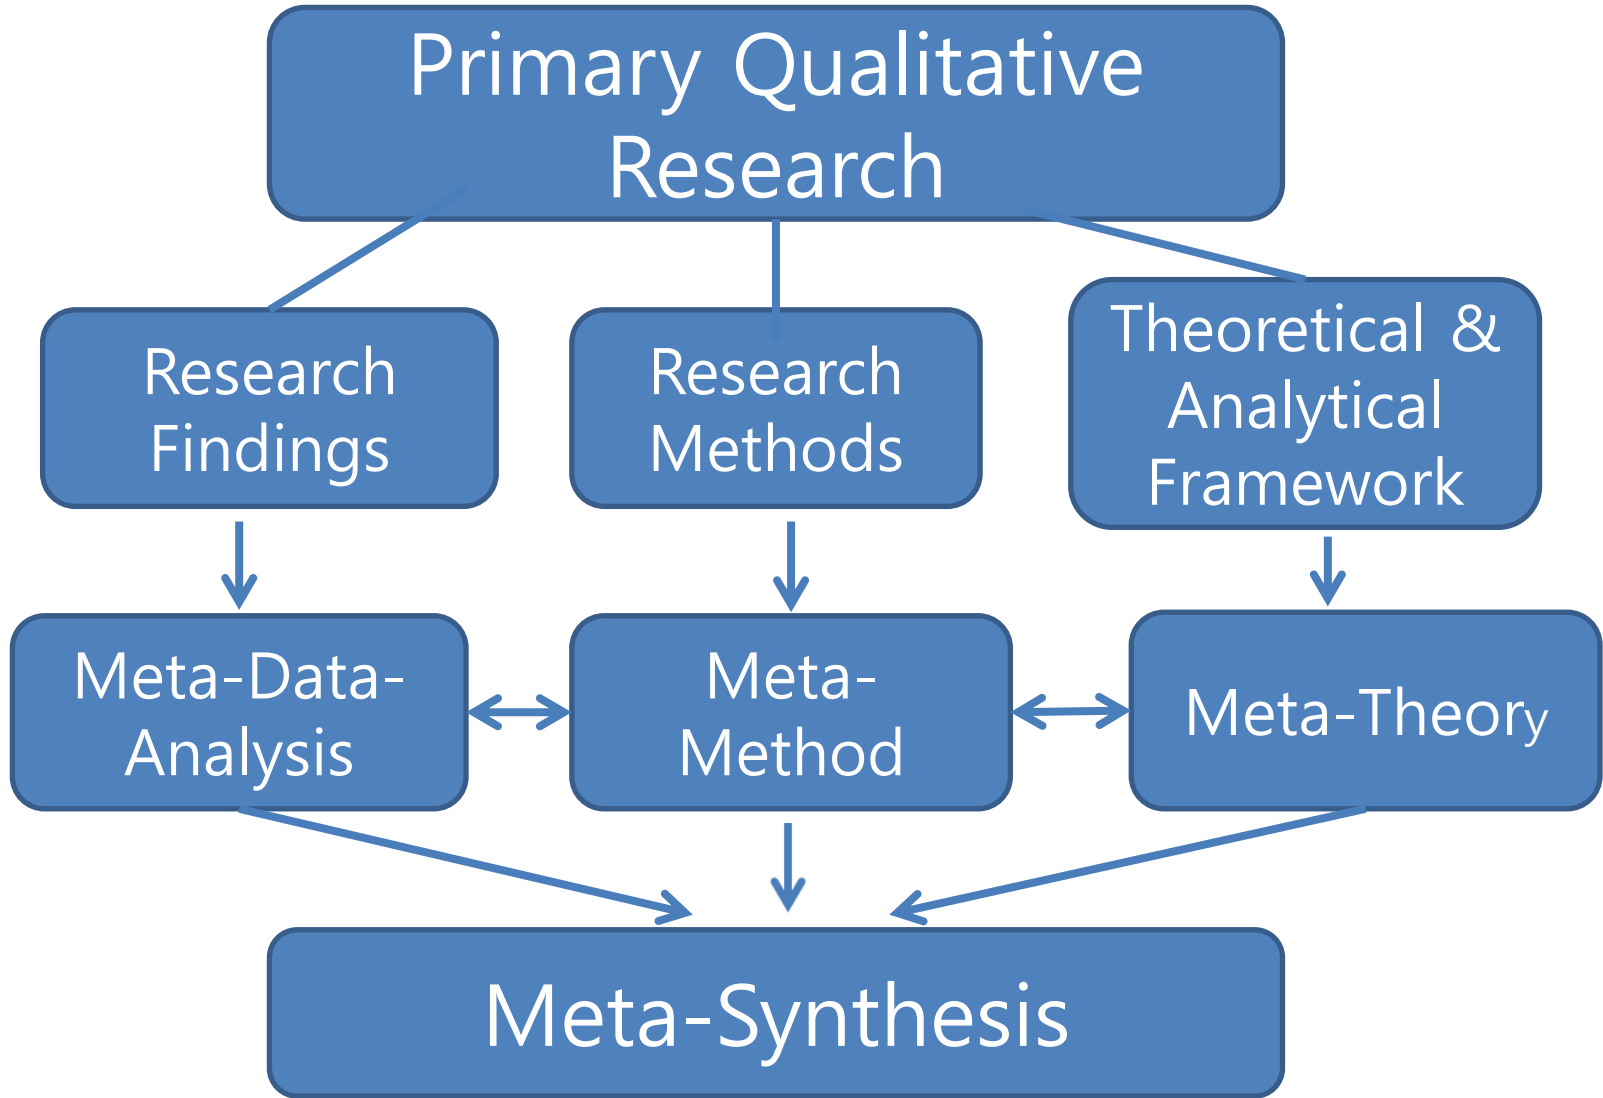 Primary Qualitative
Research
Research
Findings
Research
Methods
Theoretical &
Analytical
Framework
Meta-Data-
Analysis
Meta-
Method
Meta-Theory
Meta-Synthesis